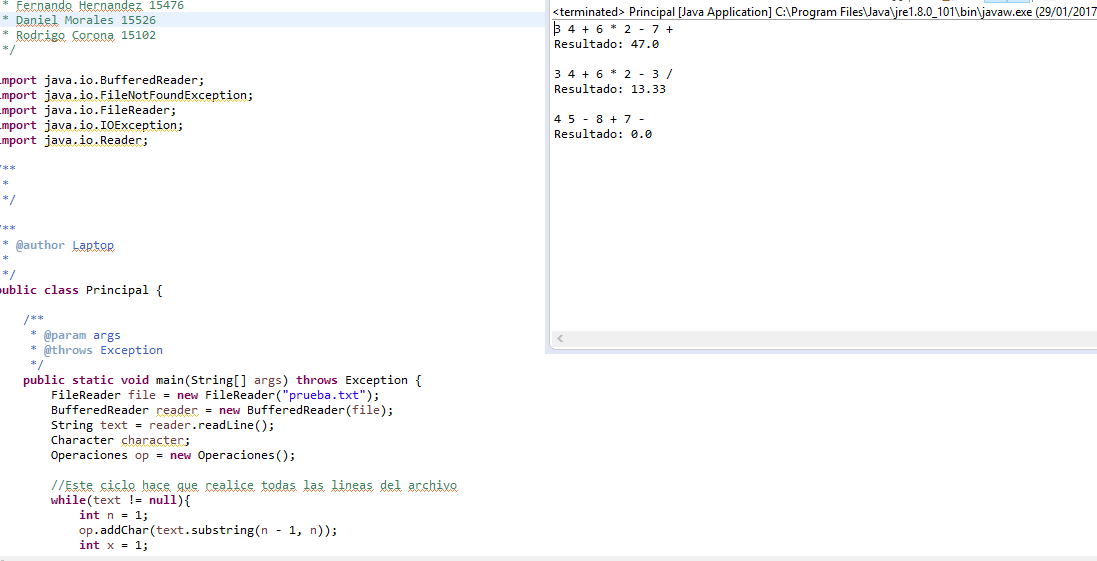 * Fernando Hernandez 15476
* Daniel Morales 15526
* Rodrigo Corona 15102
*/
import java.io.BufferedReader;
import java.io.FileNotFoundException;
import java.io.FileReader;
import java.io.IOException;
import java.io.Reader;
/**
*
*/
/**
* @author Laptop
*
*/
public class Principal {
/**
* @param args
* @throws Exception
*/
public static void main(String[] args) throws Exception {
FileReader file = new FileReader("prueba.txt");
BufferedReader reader = new BufferedReader(file);
String text = reader.readLine();
Character character;
Operaciones op = new Operaciones();
//Este ciclo hace que realice todas las lineas del archivo
while(text != null){
int n = 1;
op.addChar(text.substring(n - 1, n));
int x = 1;
<terminated> Principal [Java Application] C:\Program Files\Java\jre1.8.0_101\bin\javaw.exe (29/01/2017
3 4 + 6 * 2 - 7 +
Resultado: 47.0
3 4 + 6 * 2 - 3 /
Resultado: 13.33
4 5 - 8 + 7 -
Resultado: 0.0